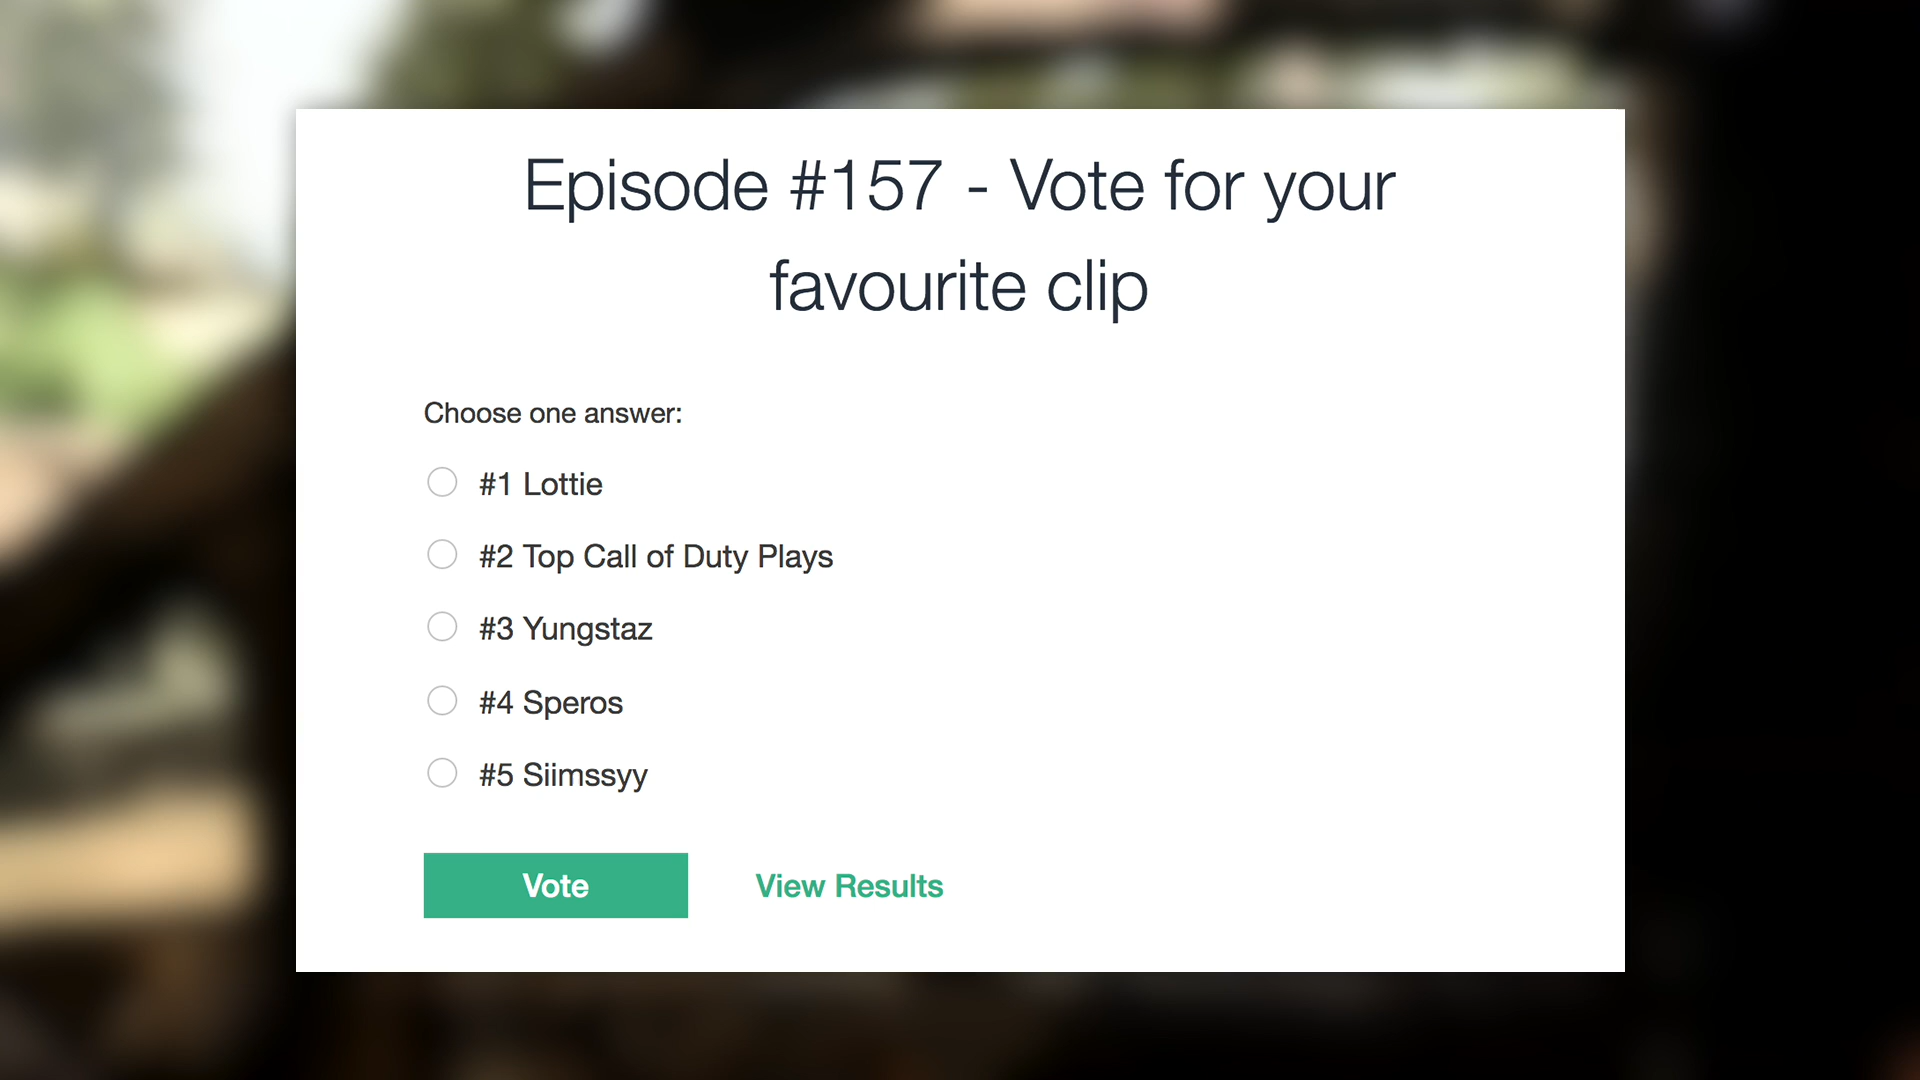 Episode #157 - Vote for your
favourite clip
Choose one answer:
#1 Lottie
#2 Top Call of Duty Plays
#3 Yungstaz
#4 Speros
#5 Siimssyy
Vote
View Results